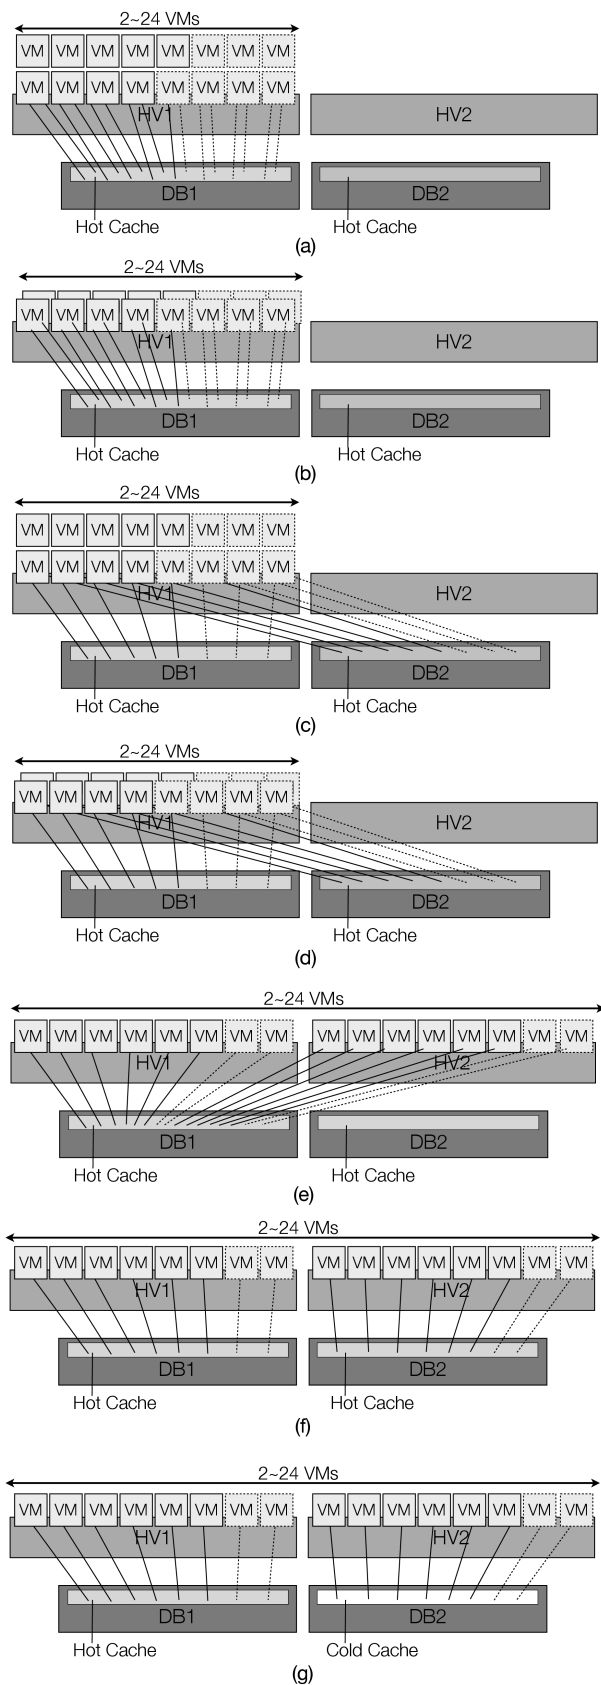 2~24 VMs
VM VM VM VM VM VM VM VM
VM VM VM VM VM VM VM VM
HV1 HV2
DB1 DB2
Hot Cache Hot Cache
(a)
2~24 VMs
VM VM VM VM VM VM VM VM
HV1 HV2
DB1 DB2
Hot Cache Hot Cache
(b)
2~24 VMs
VM VM VM VM VM VM VM VM
VM VM VM VM VM VM VM VM
HV1 HV2
DB1 DB2
Hot Cache Hot Cache
(c)
2~24 VMs
VM VM VM VM VM VM VM VM
HV1 HV2
DB1 DB2
Hot Cache Hot Cache
(d)
2~24 VMs
VM VM VM VM VM VM VM VM VM VM VM VM VM VM VM VM
HV1 HV2
DB1 DB2
Hot Cache Hot Cache
(e)
2~24 VMs
VM VM VM VM VM VM VM VM VM VM VM VM VM VM VM VM
HV1 HV2
DB1 DB2
Hot Cache Hot Cache
(f)
2~24 VMs
VM VM VM VM VM VM VM VM VM VM VM VM VM VM VM VM
HV1 HV2
DB1 DB2
Hot Cache Cold Cache
(g)